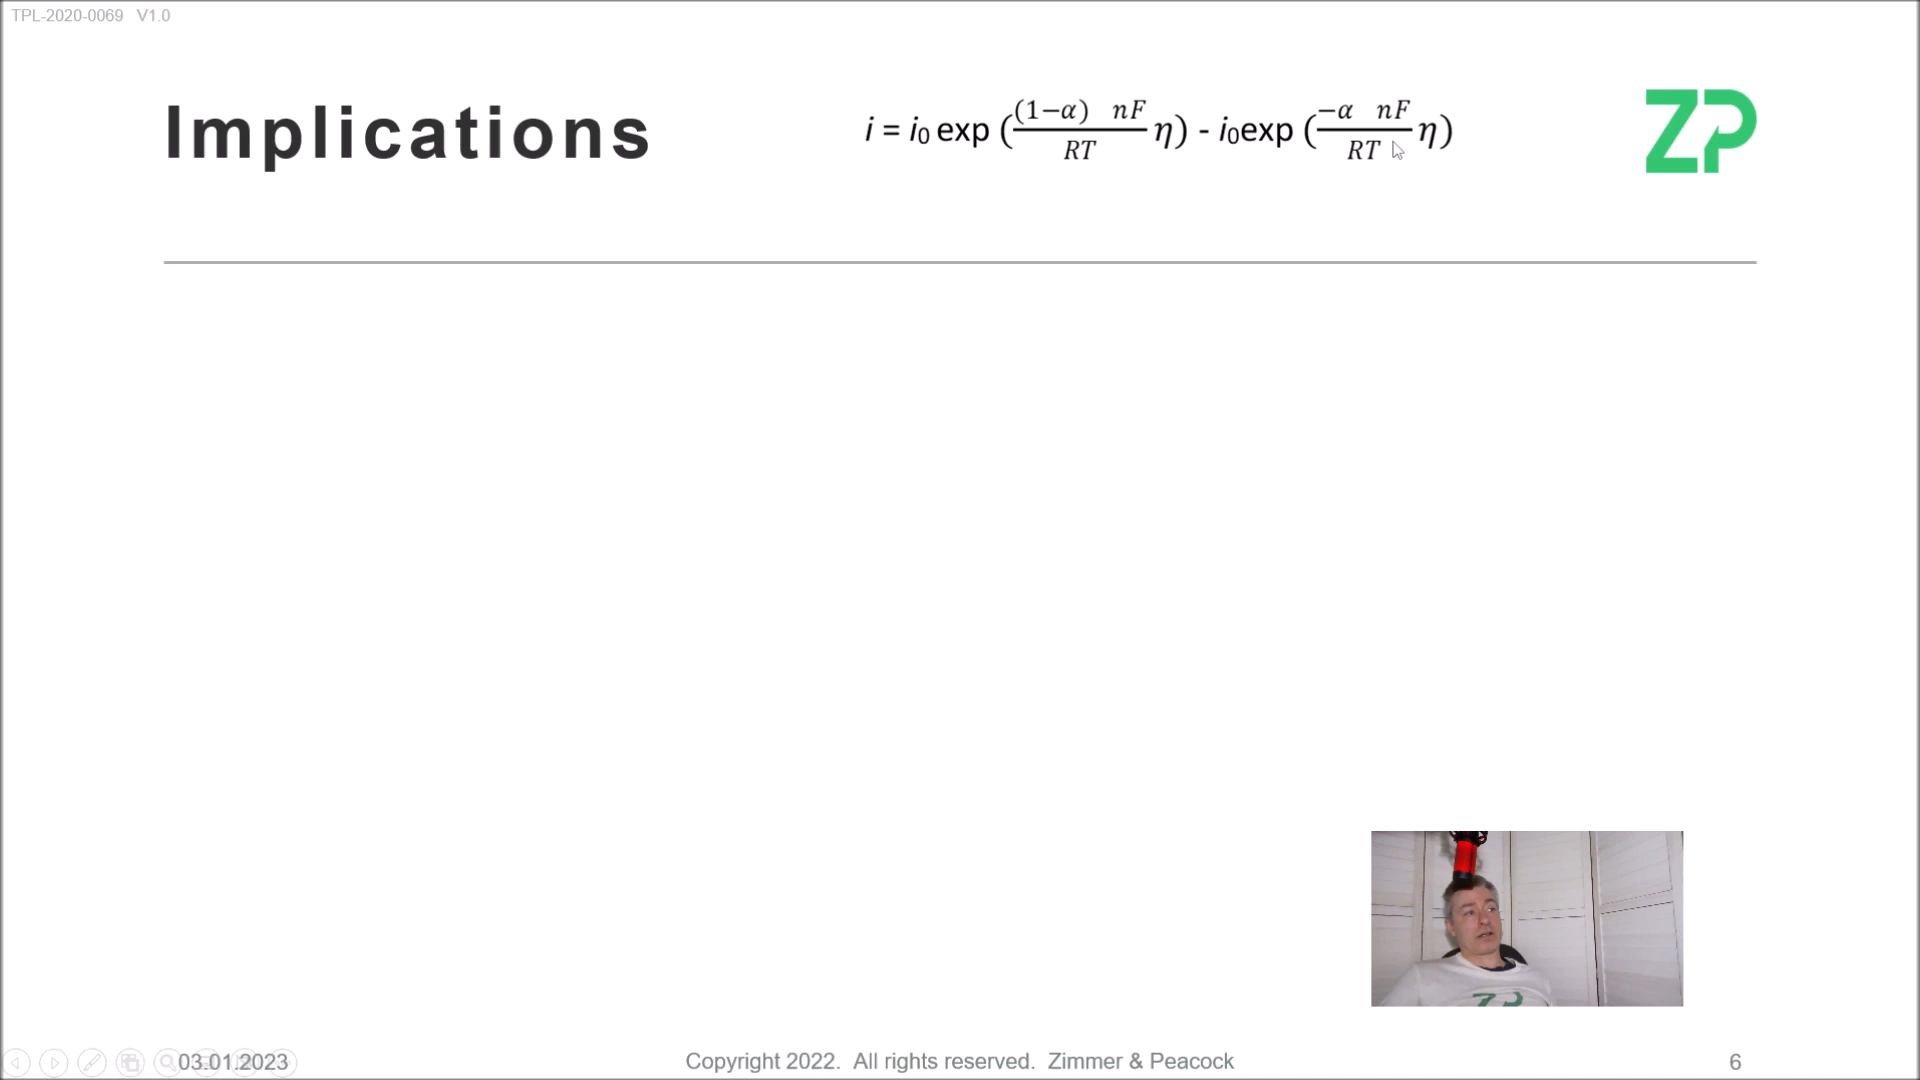 TPL-2020-0069 V1.0
Implications
i = i₀ exp ((1−α) nF/RT η) - i₀exp (−α nF/RT η)
ZP
ZP
03.01.2023
Copyright 2022. All rights reserved. Zimmer & Peacock
6